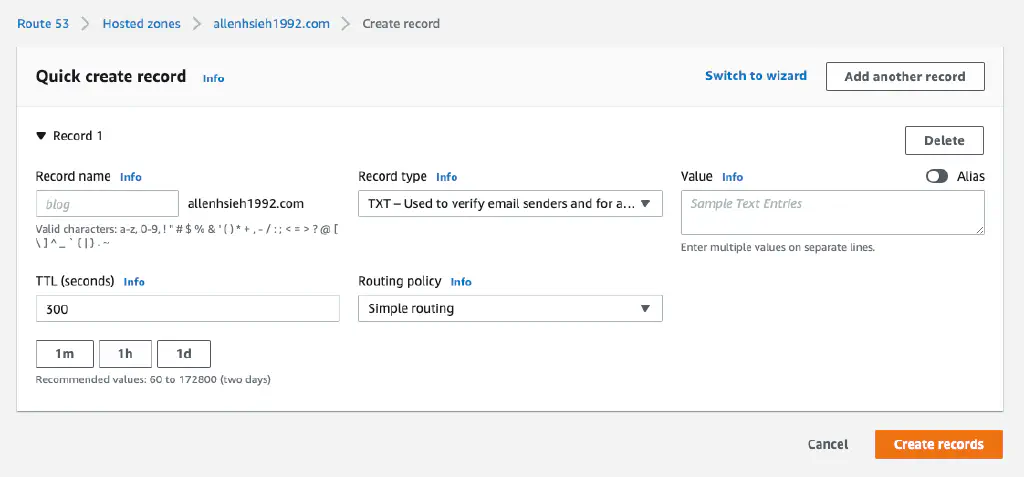 Route 53 > Hosted zones > allenhsieh1992.com > Create record
Quick create record Info
Switch to wizard
Add another record
▼ Record 1
Delete
Record name Info
blog
allenhsieh1992.com
Valid characters: a-z, 0-9, ! " # $ % & ' ( ) * + , - / : ; < = > ? @ [
\ ] ^ _ ` { | } . ~
Record type Info
TXT – Used to verify email senders and for a...
Value Info
Alias
Sample Text Entries
Enter multiple values on separate lines.
TTL (seconds) Info
300
1m
1h
1d
Recommended values: 60 to 172800 (two days)
Routing policy Info
Simple routing
Cancel
Create records